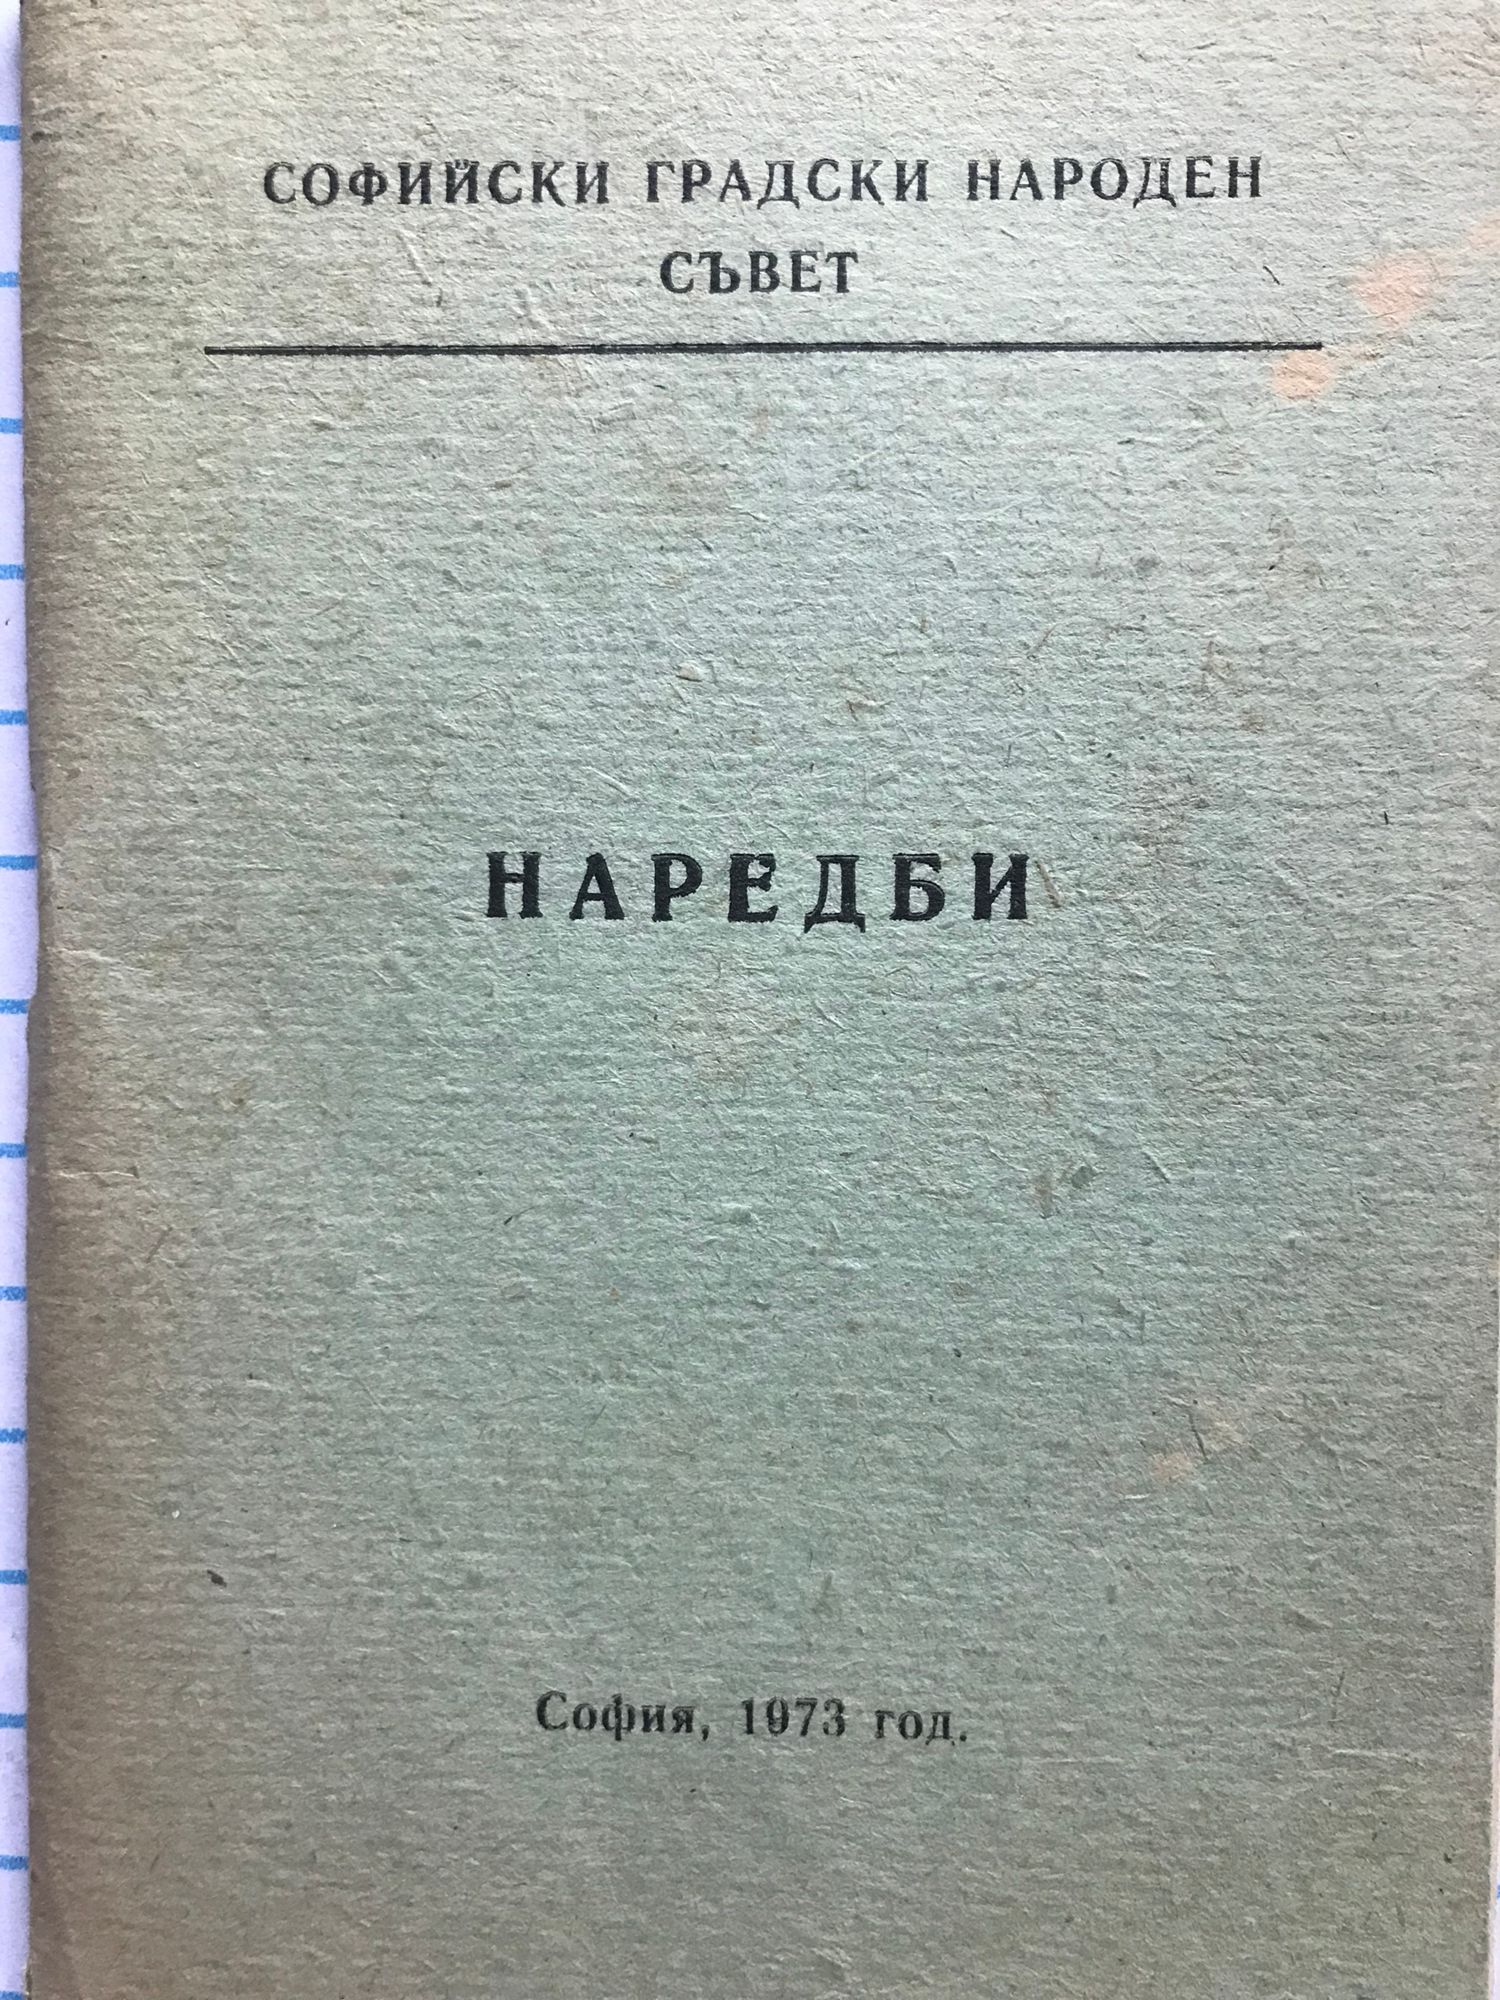 СОФИЙСКИ ГРАДСКИ НАРОДЕН
СЪВЕТ
НАРЕДБИ
София, 1973 год.